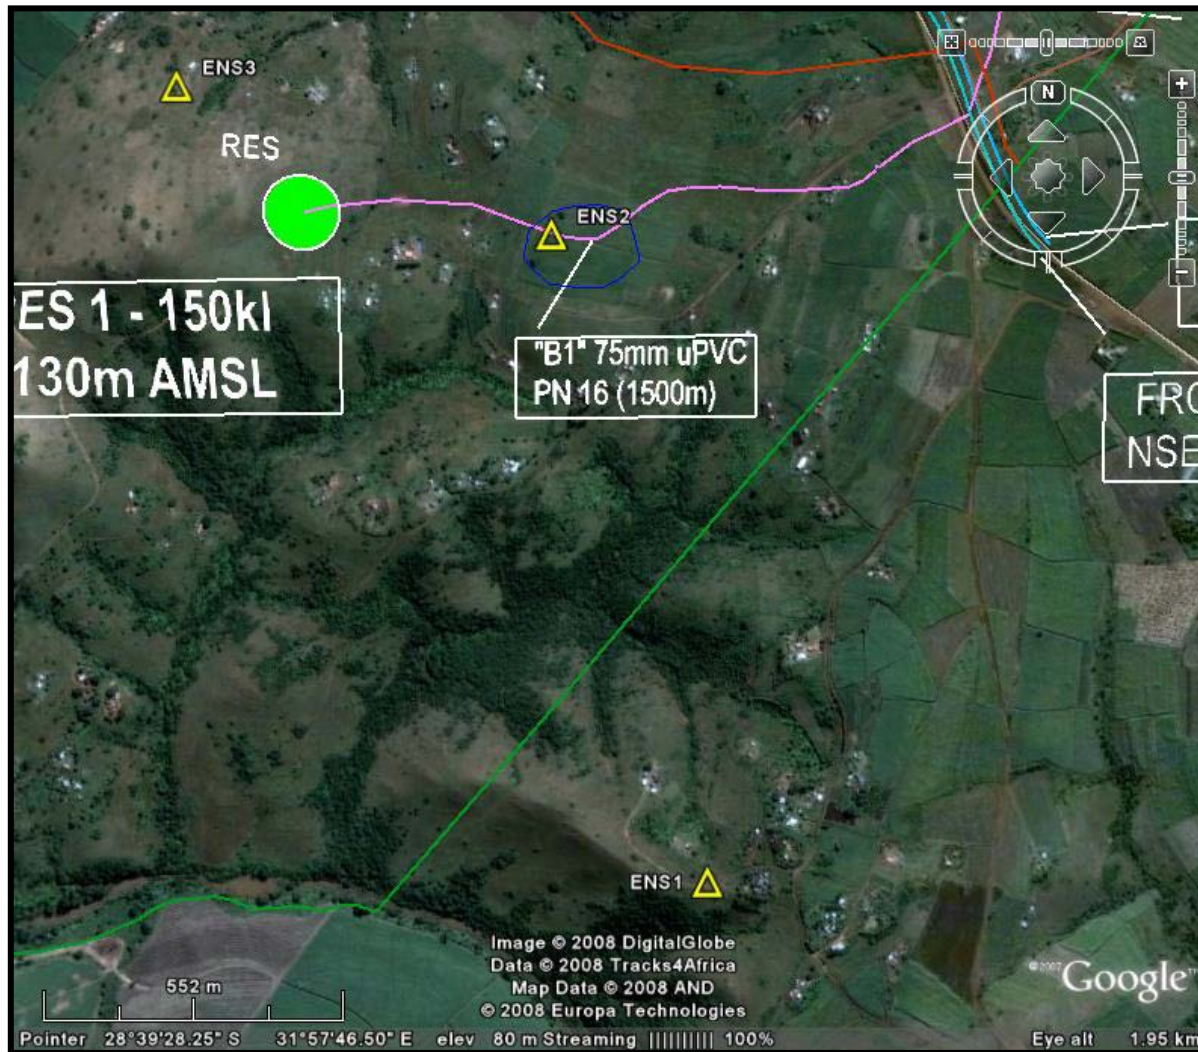 ENS3
N
RES
ENS2
ES 1 - 150kl
130m AMSL
"B1" 75mm uPVC
PN 16 (1500m)
FRO
NSE
ENS1
Image © 2008 DigitalGlobe
Data © 2008 Tracks4Africa
Map Data © 2008 AND
© 2008 Europa Technologies
©2007 Google™
552 m
Pointer 28°39'28.25" S 31°57'46.50" E elev 80 m Streaming |||||||||| 100% Eye alt 1.95 km